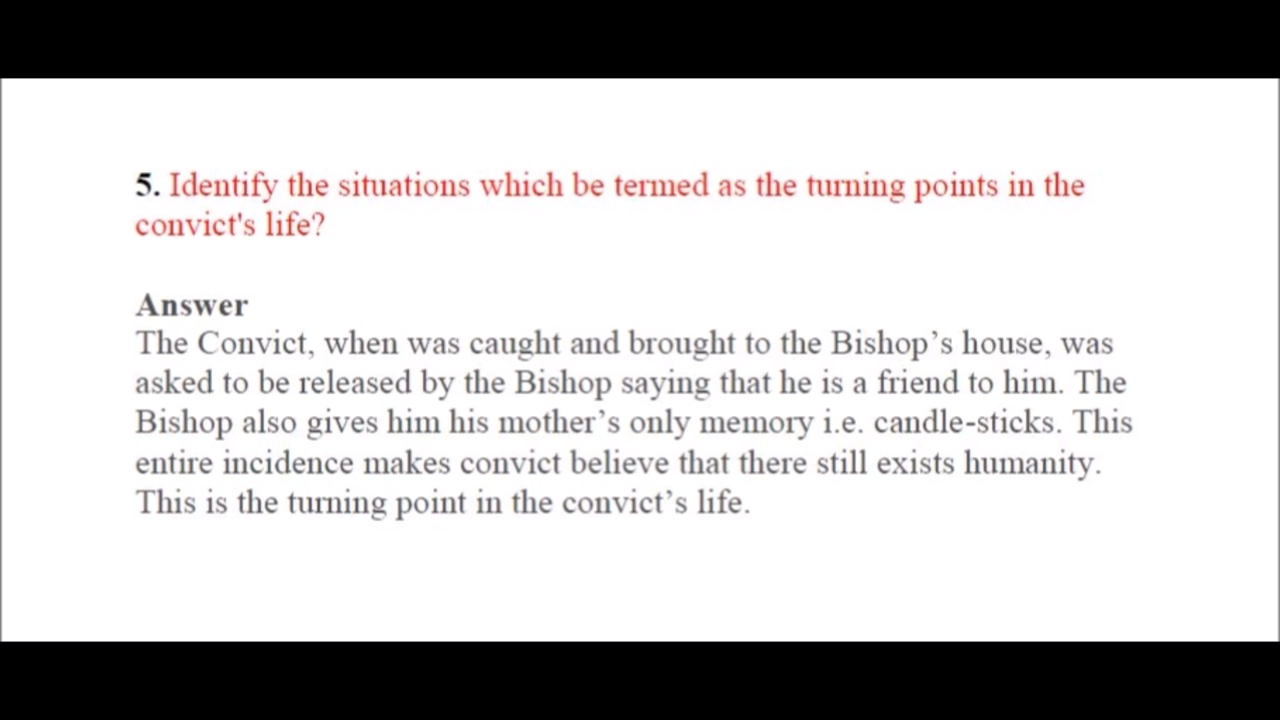 5. Identify the situations which be termed as the turning points in the
convict's life?
Answer
The Convict, when was caught and brought to the Bishop’s house, was
asked to be released by the Bishop saying that he is a friend to him. The
Bishop also gives him his mother’s only memory i.e. candle-sticks. This
entire incidence makes convict believe that there still exists humanity.
This is the turning point in the convict’s life.